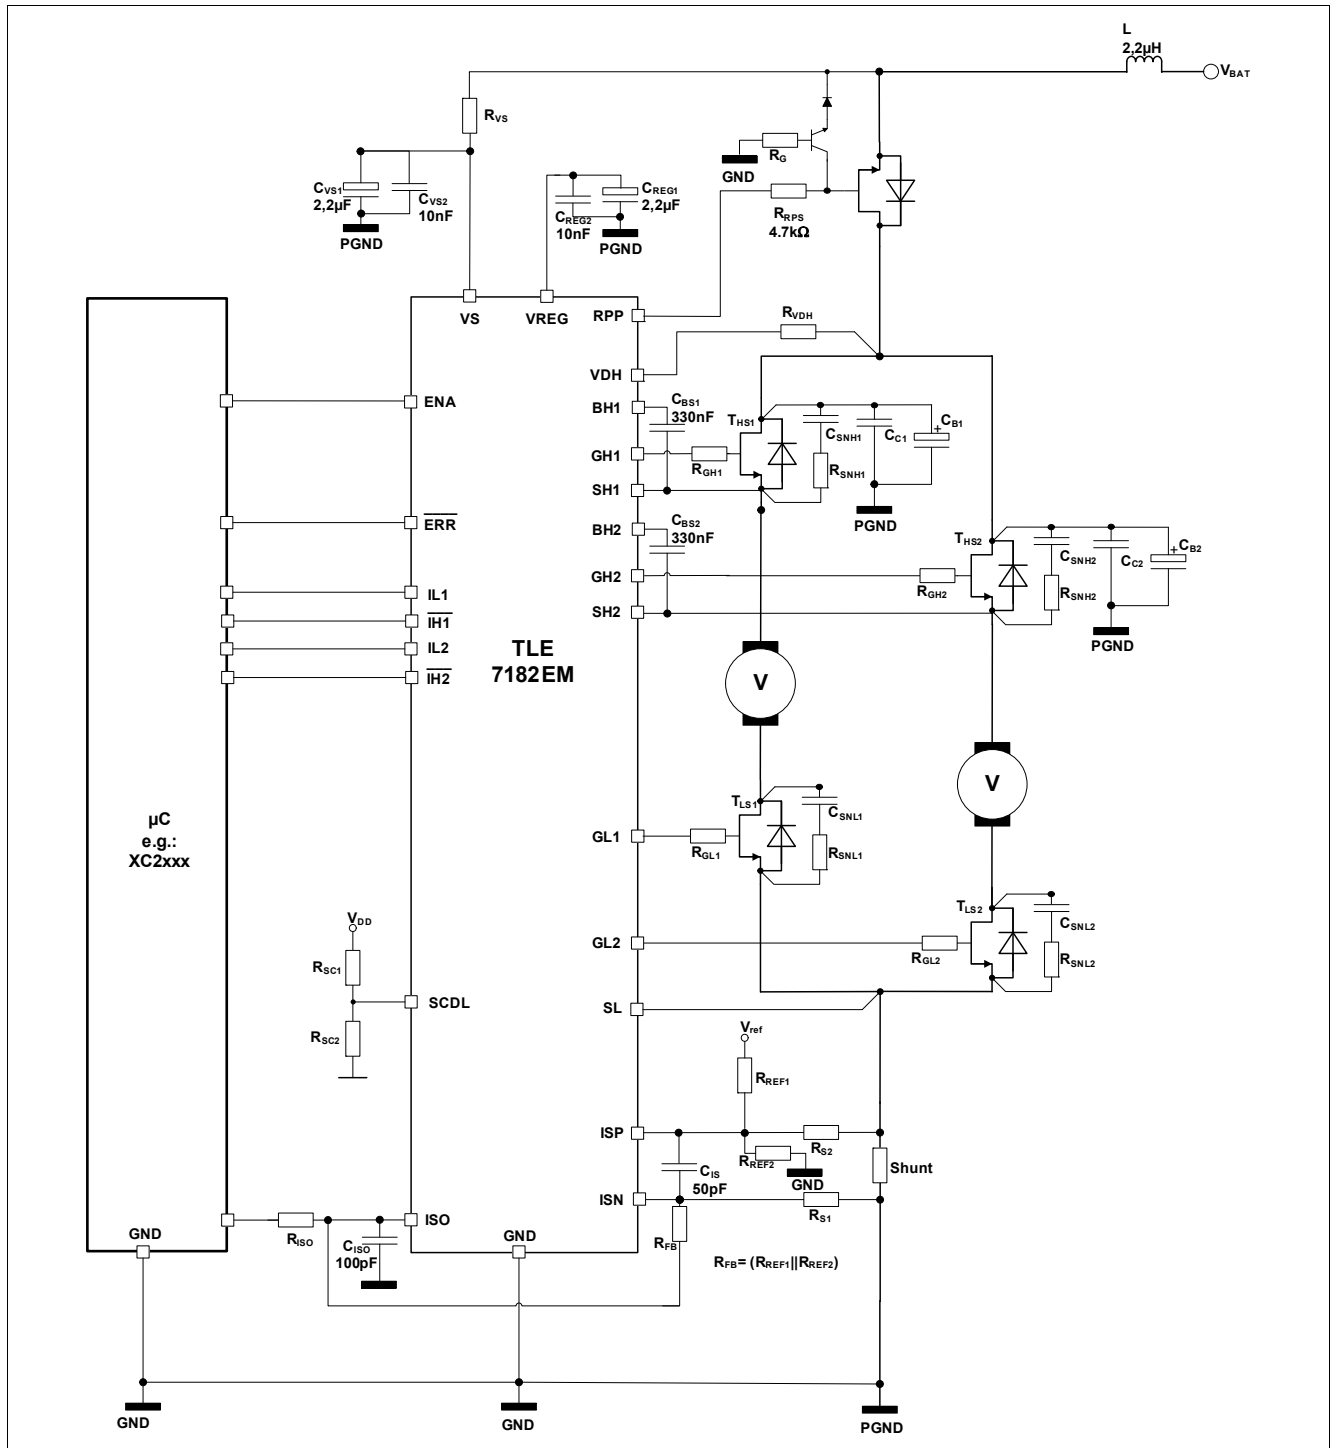 L
2,2µH
VBAT
RVS
RG
GND
CVS1
2,2µF
CVS2
10nF
PGND
CREG2
10nF
CREG1
2,2µF
PGND
RRPS
4.7kΩ
VS
VREG
RPP
RVDH
VDH
ENA
BH1
CBS1
330nF
THS1
CSNH1
CC1
+
CB1
GH1
RGH1
RSNH1
SH1
PGND
ERR
BH2
CBS2
330nF
THS2
CSNH2
CC2
+
CB2
GH2
RGH2
RSNH2
IL1
SH2
IH1
PGND
IL2
IH2
TLE
7182EM
V
V
µC
e.g.:
XC2xxx
TLS1
CSNL1
GL1
RGL1
RSNL1
VDD
TLS2
CSNL2
GL2
RGL2
RSNL2
RSC1
SCDL
SL
RSC2
Vref
RREF1
ISP
RS2
RREF2
GND
Shunt
CIS
50pF
ISN
RS1
ISO
RISO
CISO
100pF
RFB
RFB= (RREF1||RREF2)
GND
GND
GND
GND
PGND